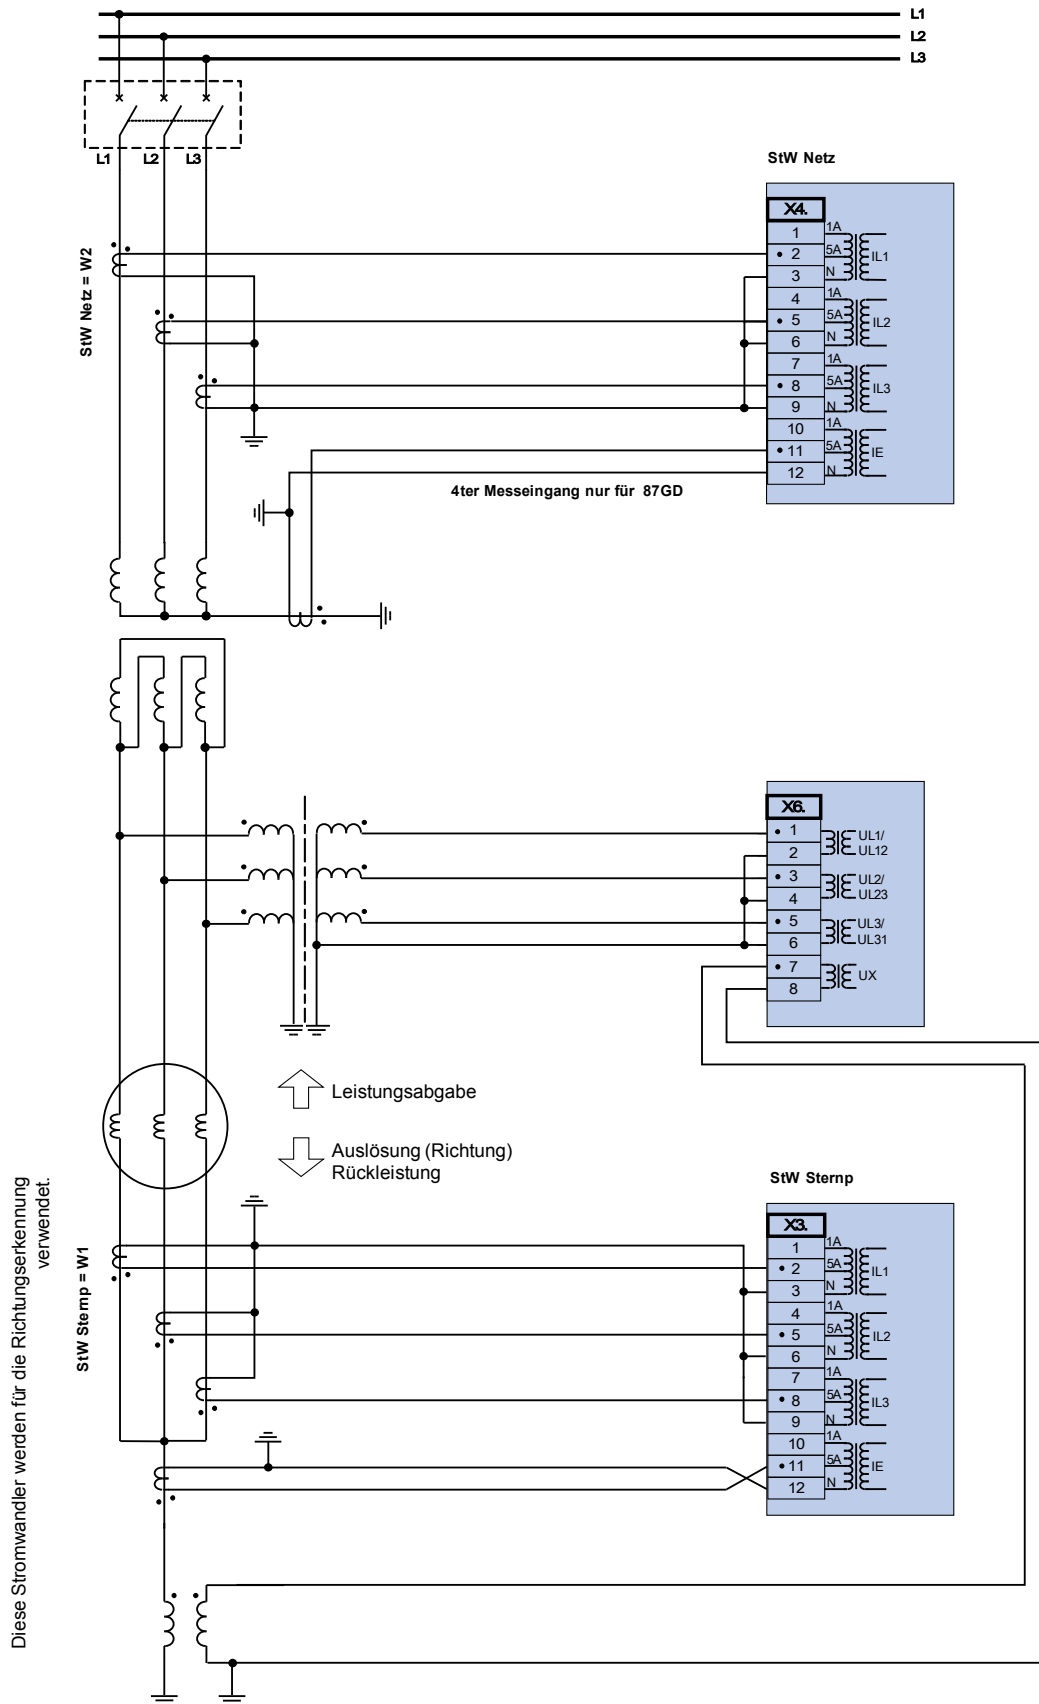 L1
L2
L3
L1 L2 L3
StW Netz = W2
StW Netz
X4.
1 1A
• 2 5A IL1
3 N
4 1A
• 5 5A IL2
6 N
7 1A
• 8 5A IL3
9 N
10 1A
• 11 5A IE
12 N
4ter Messeingang nur für 87GD
X6.
• 1 UL1/
2 UL12
• 3 UL2/
4 UL23
• 5 UL3/
6 UL31
• 7 UX
8
Leistungsabgabe
Auslösung (Richtung)
Rückleistung
Diese Stromwandler werden für die Richtungserkennung
verwendet.
StW Sternp = W1
StW Sternp
X3.
1 1A
• 2 5A IL1
3 N
4 1A
• 5 5A IL2
6 N
7 1A
• 8 5A IL3
9 N
10 1A
• 11 5A IE
12 N